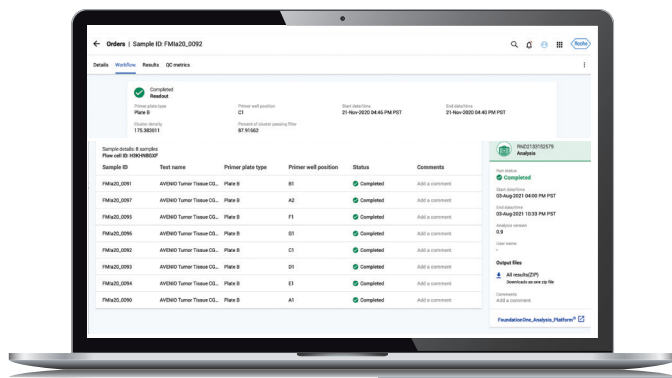 Orders | Sample ID: FMIa20_0092
Roche
Details Workflow Results QC metrics
Completed
Readout
Primer plate type Primer well position Start date/time End date/time
Plate B C1 21-Nov-2020 04:46 PM PST 21-Nov-2020 04:40 PM PST
Cluster density Percent of cluster passing filter
175.383011 87.91662
Sample details: 8 samples
Flow cell ID: H3KHNBGXF
Sample ID Test name Primer plate type Primer well position Status Comments
FMIa20_0091 AVENIO Tumor Tissue CG... Plate B B1 Completed Add a comment
FMIa20_0097 AVENIO Tumor Tissue CG... Plate B A2 Completed Add a comment
FMIa20_0095 AVENIO Tumor Tissue CG... Plate B F1 Completed Add a comment
FMIa20_0096 AVENIO Tumor Tissue CG... Plate B G1 Completed Add a comment
FMIa20_0092 AVENIO Tumor Tissue CG... Plate B C1 Completed Add a comment
FMIa20_0093 AVENIO Tumor Tissue CG... Plate B D1 Completed Add a comment
FMIa20_0094 AVENIO Tumor Tissue CG... Plate B E1 Completed Add a comment
FMIa20_0090 AVENIO Tumor Tissue CG... Plate B A1 Completed Add a comment
RND2133152579
Analysis
Run status
Completed
Start date/time
03-Aug-2021 04:00 PM PST
End date/time
03-Aug-2021 10:33 PM PST
Analysis version
0.9
User name
-
Output files
All results(ZIP)
Downloads as one zip file
Comments
Add a comment
FoundationOne_Analysis_Platform®